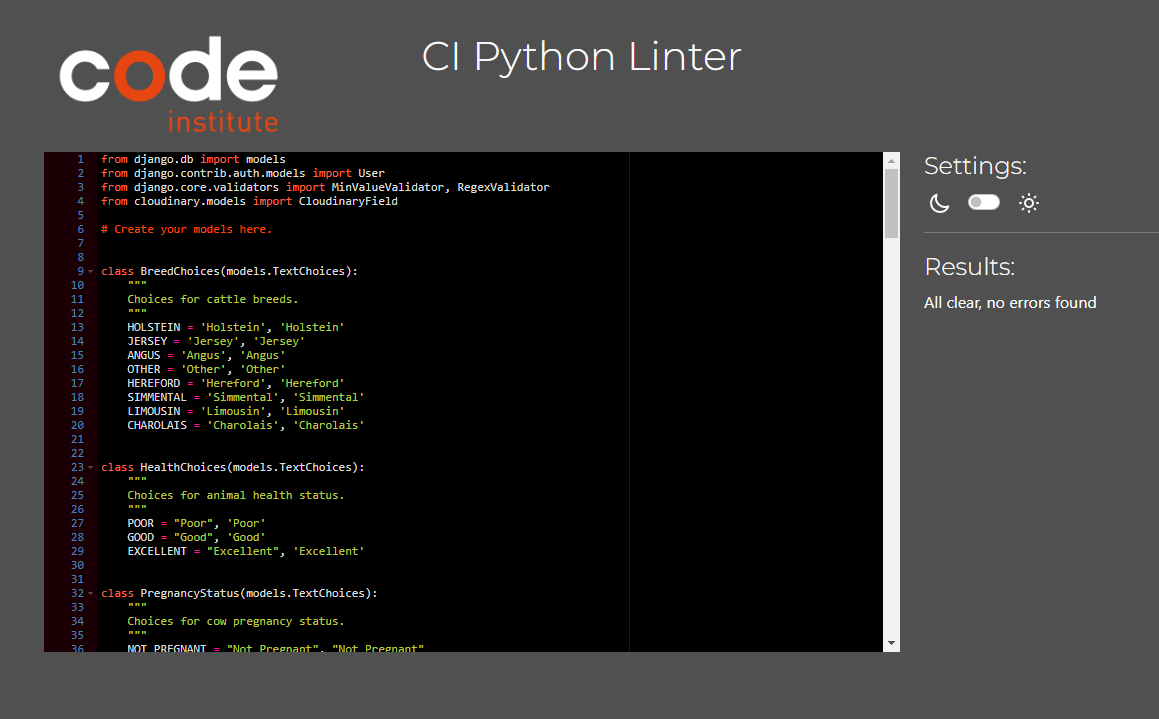 code
institute
CI Python Linter
1 from django.db import models
2 from django.contrib.auth.models import User
3 from django.core.validators import MinValueValidator, RegexValidator
4 from cloudinary.models import CloudinaryField
5
6 # Create your models here.
7
8
9 class BreedChoices(models.TextChoices):
10     """
11     Choices for cattle breeds.
12     """
13     HOLSTEIN = 'Holstein', 'Holstein'
14     JERSEY = 'Jersey', 'Jersey'
15     ANGUS = 'Angus', 'Angus'
16     OTHER = 'Other', 'Other'
17     HEREFORD = 'Hereford', 'Hereford'
18     SIMMENTAL = 'Simmental', 'Simmental'
19     LIMOUSIN = 'Limousin', 'Limousin'
20     CHAROLAIS = 'Charolais', 'Charolais'
21
22
23 class HealthChoices(models.TextChoices):
24     """
25     Choices for animal health status.
26     """
27     POOR = "Poor", 'Poor'
28     GOOD = "Good", 'Good'
29     EXCELLENT = "Excellent", 'Excellent'
30
31
32 class PregnancyStatus(models.TextChoices):
33     """
34     Choices for cow pregnancy status.
35     """
36     NOT_PREGNANT = "Not Pregnant", "Not Pregnant"
Settings:
Results:
All clear, no errors found